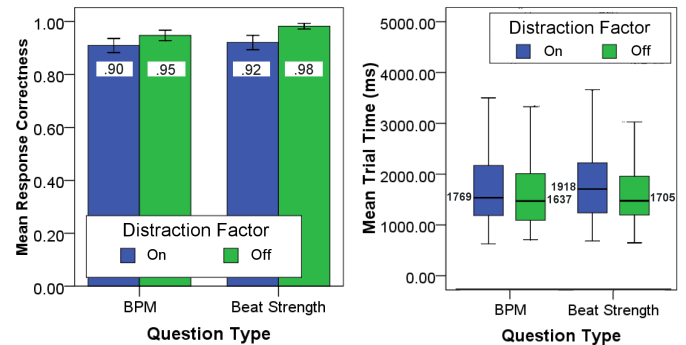 Mean Response Correctness
1.00
0.80
0.60
0.40
0.20
0.00
.90
.95
.92
.98
Distraction Factor
On Off
BPM Beat Strength
Question Type
Mean Trial Time (ms)
5000.00
4000.00
3000.00
2000.00
1000.00
.00
Distraction Factor
On Off
1769
1637
1918
1705
BPM Beat Strength
Question Type